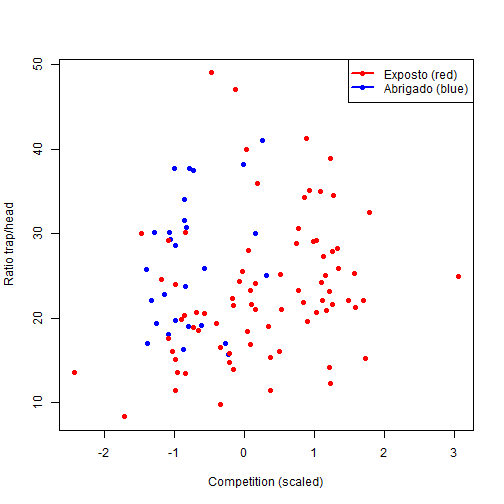 Exposto (red)
Abrigado (blue)
Ratio trap/head
50
40
30
20
10
-2
-1
0
1
2
3
Competition (scaled)